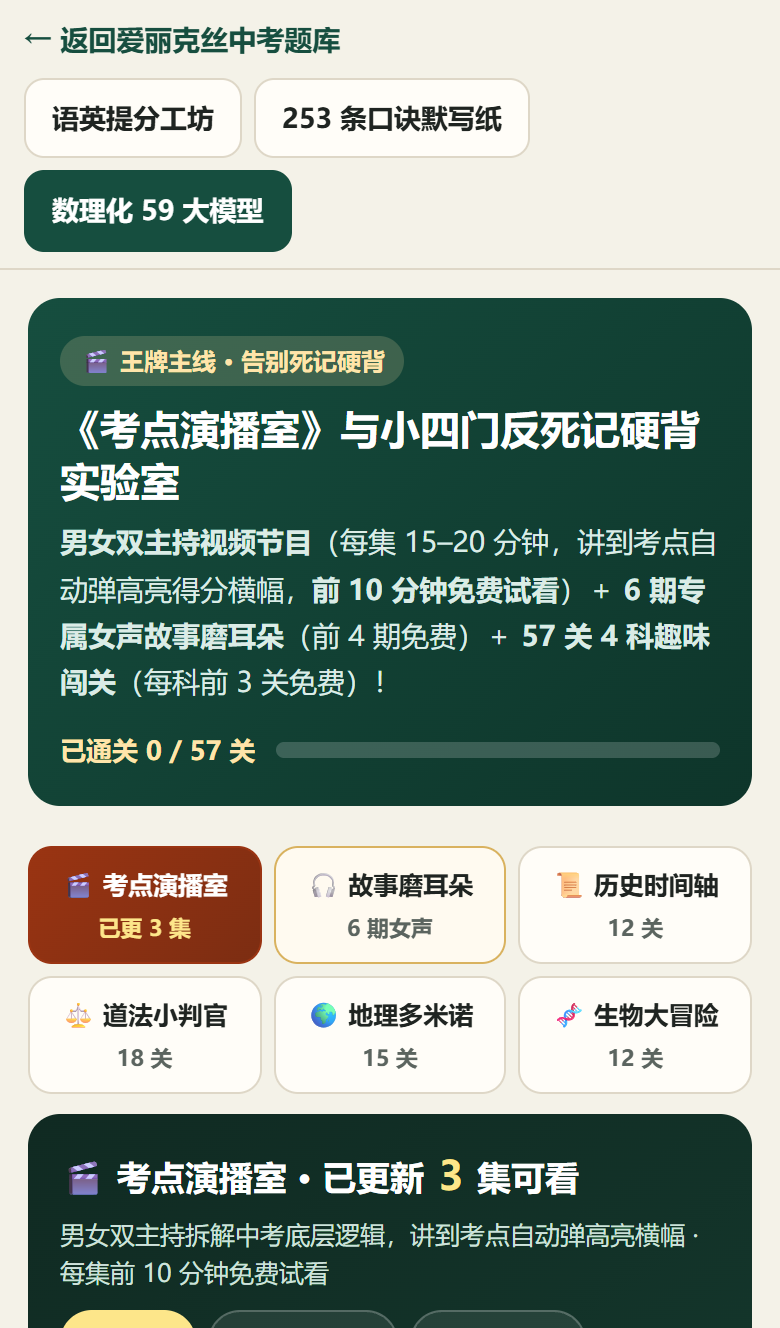 ← 返回爱丽克丝中考题库
语英提分工坊
253 条口诀默写纸
数理化 59 大模型
🎬 王牌主线 • 告别死记硬背
《考点演播室》与小四门反死记硬背
实验室
男女双主持视频节目（每集 15–20 分钟，讲到考点自
动弹高亮得分横幅，前 10 分钟免费试看） + 6 期专
属女声故事磨耳朵（前 4 期免费） + 57 关 4 科趣味
闯关（每科前 3 关免费）！
已通关 0 / 57 关
🎬 考点演播室
已更 3 集
🎧 故事磨耳朵
6 期女声
📜 历史时间轴
12 关
⚖️ 道法小判官
18 关
🌍 地理多米诺
15 关
🧬 生物大冒险
12 关
🎬 考点演播室 • 已更新 3 集可看
男女双主持拆解中考底层逻辑，讲到考点自动弹高亮横幅 ·
每集前 10 分钟免费试看